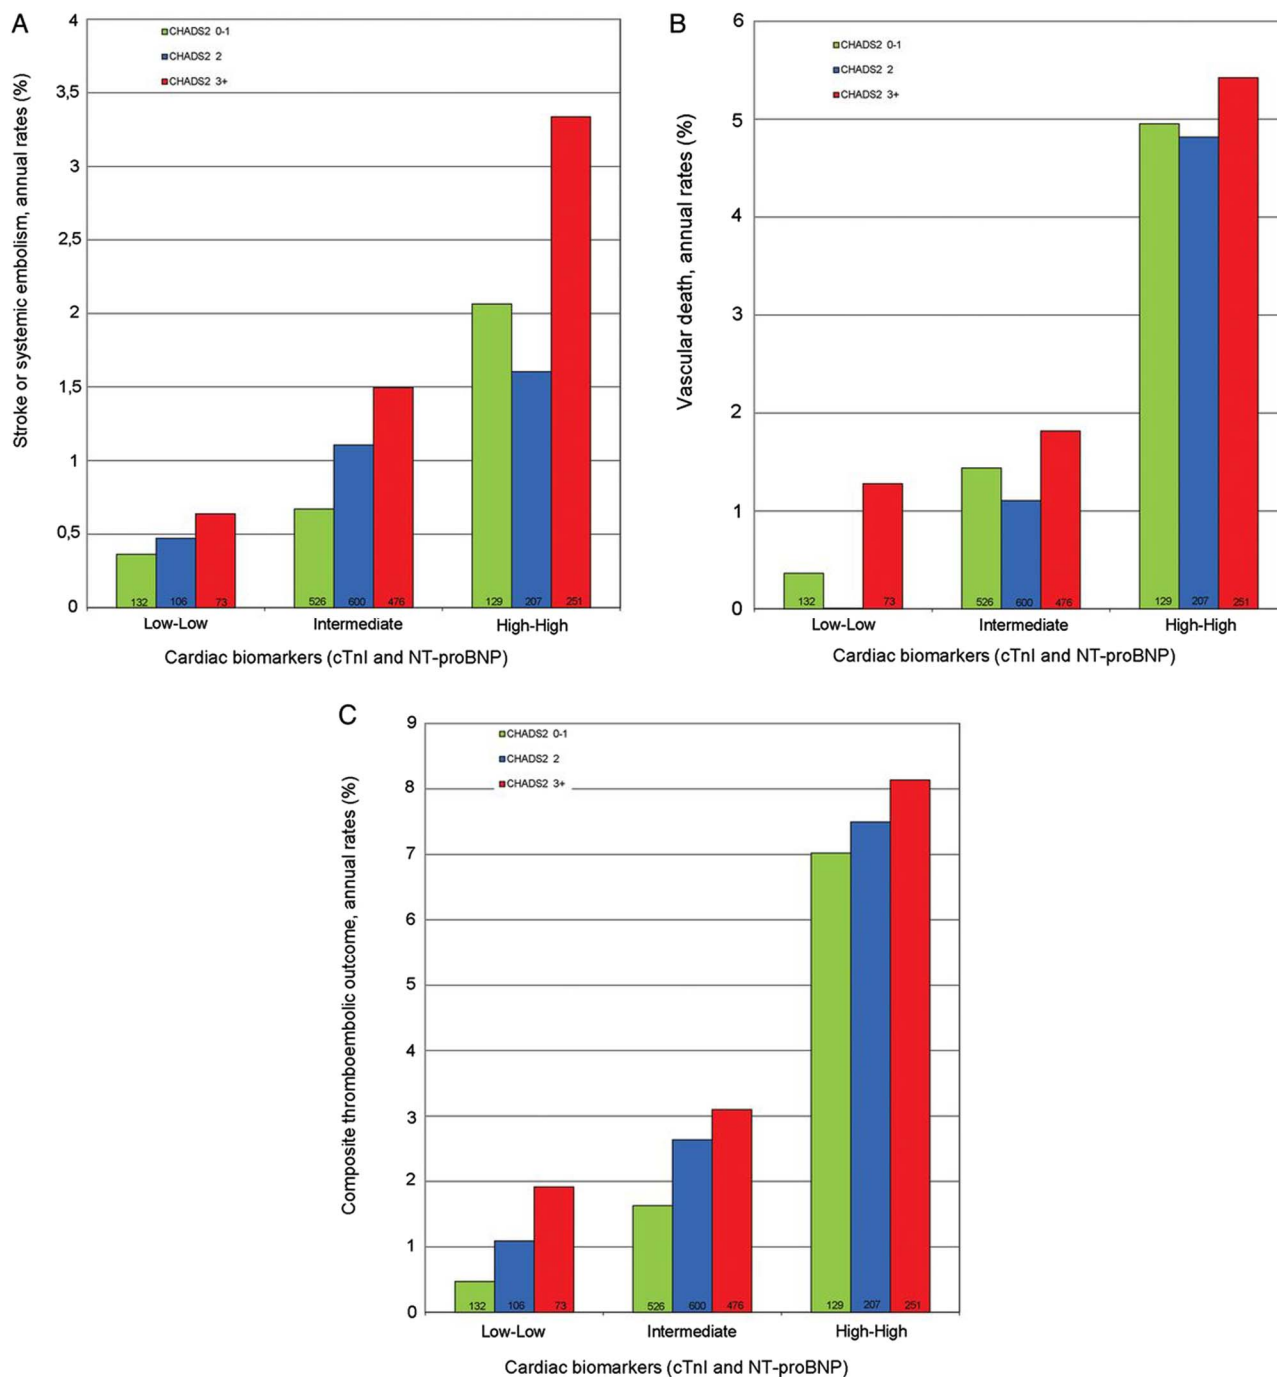 A
CHADS2 0-1
CHADS2 2
CHADS2 3+
Stroke or systemic embolism, annual rates (%)
4
3,5
3
2,5
2
1,5
1
0,5
0
132 106 73 526 600 476 129 207 251
Low-Low Intermediate High-High
Cardiac biomarkers (cTnI and NT-proBNP)
B
CHADS2 0-1
CHADS2 2
CHADS2 3+
Vascular death, annual rates (%)
6
5
4
3
2
1
0
132 73 526 600 476 129 207 251
Low-Low Intermediate High-High
Cardiac biomarkers (cTnI and NT-proBNP)
C
CHADS2 0-1
CHADS2 2
CHADS2 3+
Composite thromboembolic outcome, annual rates (%)
9
8
7
6
5
4
3
2
1
0
132 106 73 526 600 476 129 207 251
Low-Low Intermediate High-High
Cardiac biomarkers (cTnI and NT-proBNP)